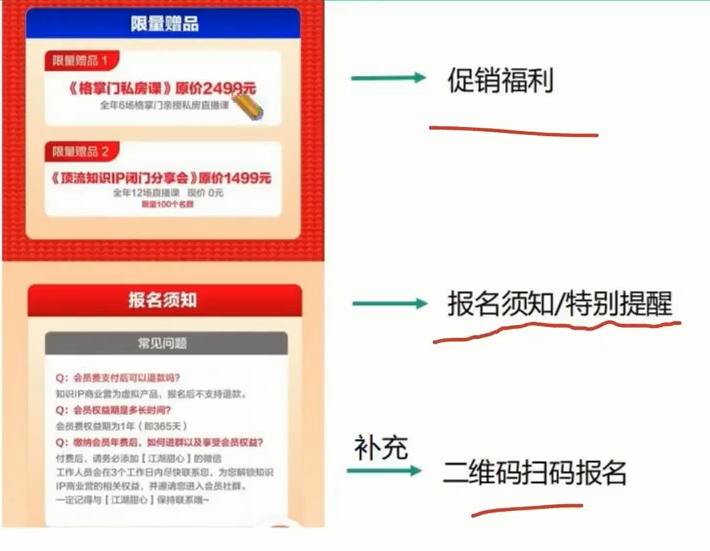 限量赠品
限量赠品 1
《格掌门私房课》原价2499元
全年6场格掌门亲授私房直播课
限量赠品 2
《顶流知识IP闭门分享会》原价1499元
全年12场直播课 现价 0元
限量100个名额
促销福利
报名须知
报名须知/特别提醒
常见问题
Q：会员费支付后可以退款吗？
知识IP商业营为虚拟产品，报名后不支持退款。
Q：会员权益期是多长时间？
会员费权益期为1年（即365天）
Q：缴纳会员年费后，如何进群以及享受会员权益？
付费后，请务必添加【江湖甜心】的微信
工作人员会在3个工作日内尽快联系您，为您解锁知识
IP商业营的相关权益，并邀请您进入会员社群。
一定记得与【江湖甜心】保持联系哦~
补充
二维码扫码报名